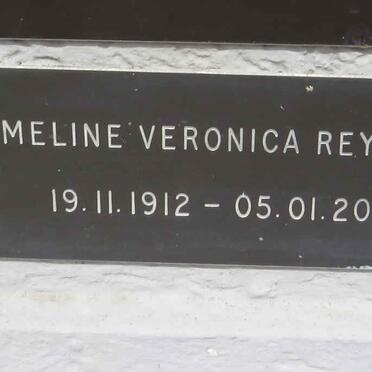 MELINE VERONICA REY
19.11.1912 - 05.01.20